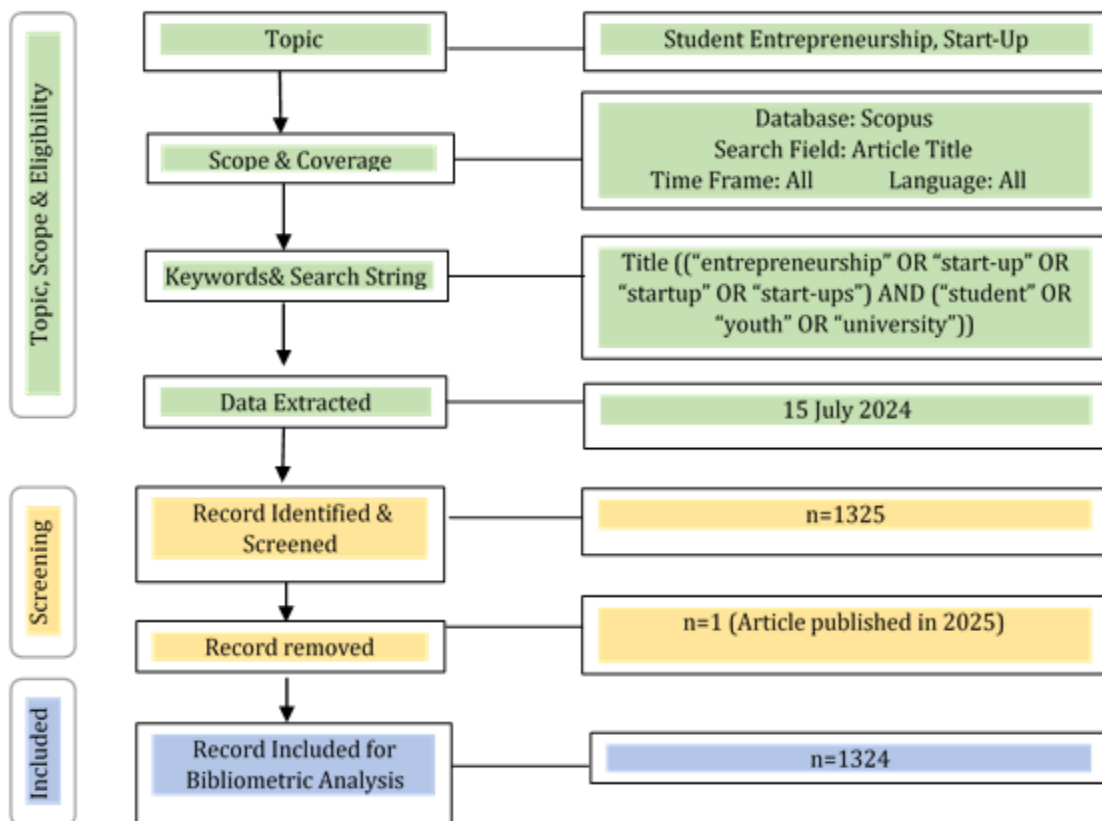 Topic, Scope & Eligibility
Topic
Student Entrepreneurship, Start-Up
Scope & Coverage
Database: Scopus
Search Field: Article Title
Time Frame: All Language: All
Keywords& Search String
Title ((“entrepreneurship” OR “start-up” OR
“startup” OR “start-ups”) AND (“student” OR
“youth” OR “university”))
Data Extracted
15 July 2024
Screening
Record Identified &
Screened
n=1325
Record removed
n=1 (Article published in 2025)
Included
Record Included for
Bibliometric Analysis
n=1324